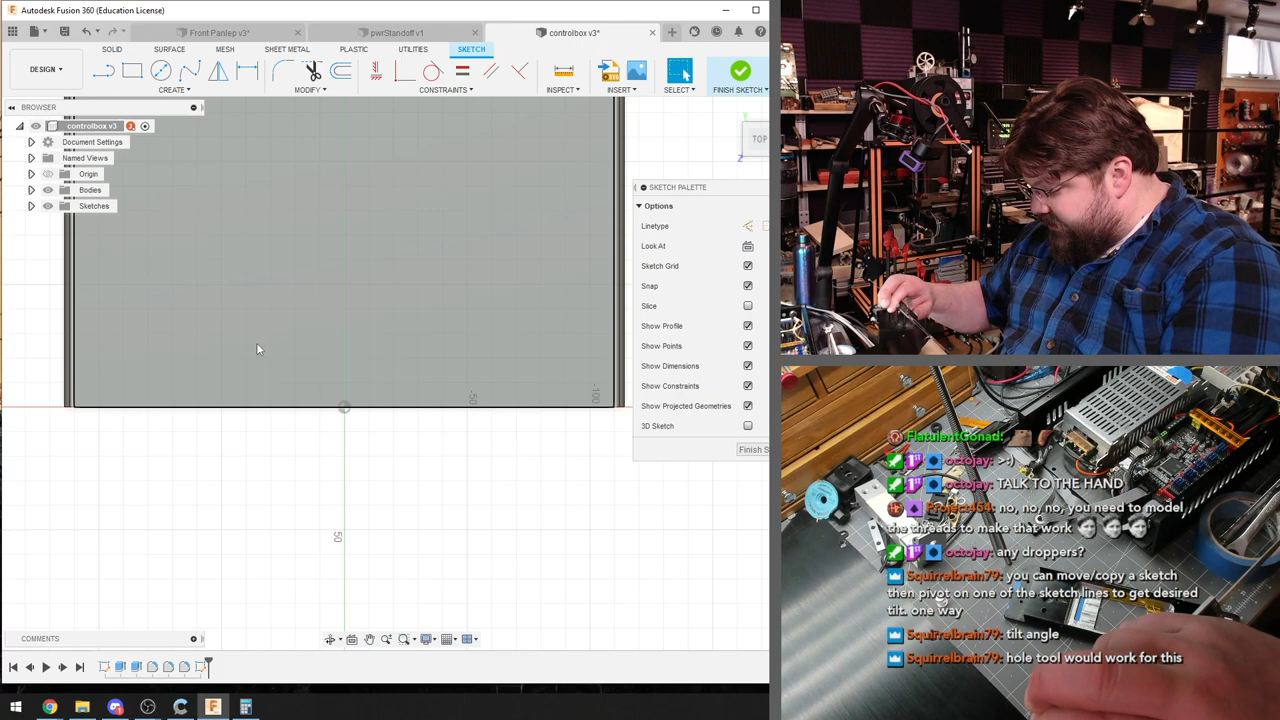 Autodesk Fusion 360 (Education License)
Front Panlep v3*
pwrStandoff v1
controlbox v3*
SOLID
SURFACE
MESH
SHEET METAL
PLASTIC
UTILITIES
SKETCH
DESIGN
CREATE
MODIFY
CONSTRAINTS
INSPECT
INSERT
SELECT
FINISH SKETCH
BROWSER
controlbox v3
Document Settings
Named Views
Origin
Bodies
Sketches
TOP
Z
SKETCH PALETTE
Options
Linetype
Look At
Sketch Grid
Snap
Slice
Show Profile
Show Points
Show Dimensions
Show Constraints
Show Projected Geometries
3D Sketch
Finish S
-50
-100
50
COMMENTS
FlatulentGonad:
octojay: >:)
octojay: TALK TO THE HAND
Project454: no, no, no, you need to model
the threads to make that work
octojay: any droppers?
Squirrelbrain79: you can move/copy a sketch
then pivot on one of the sketch lines to get desired
tilt. one way
Squirrelbrain79: tilt angle
Squirrelbrain79: hole tool would work for this